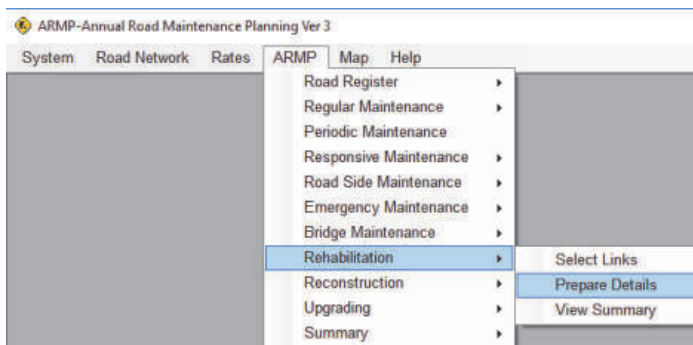 ARMP-Annual Road Maintenance Planning Ver 3
System Road Network Rates ARMP Map Help
Road Register
Regular Maintenance
Periodic Maintenance
Responsive Maintenance
Road Side Maintenance
Emergency Maintenance
Bridge Maintenance
Rehabilitation
Select Links
Reconstruction
Prepare Details
Upgrading
View Summary
Summary